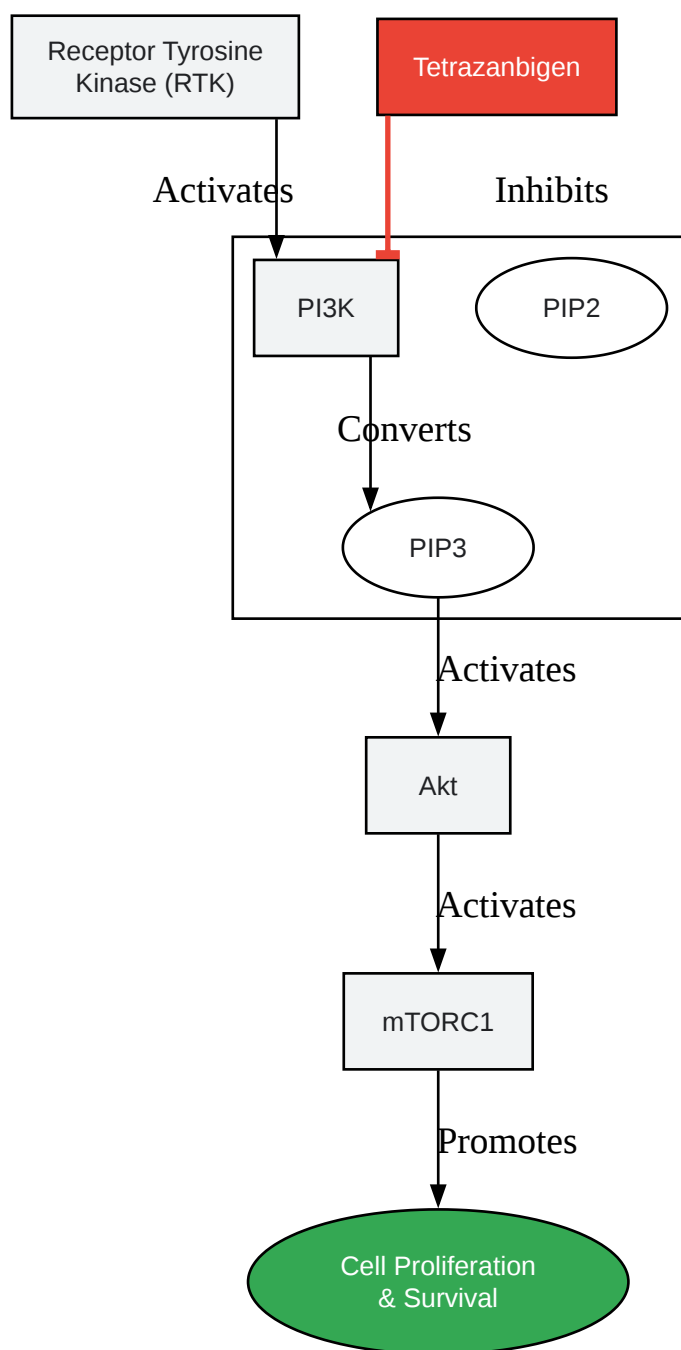 Receptor Tyrosine
Kinase (RTK)
Tetrazanbigen
Activates
Inhibits
PI3K
PIP2
Converts
PIP3
Activates
Akt
Activates
mTORC1
Promotes
Cell Proliferation
& Survival